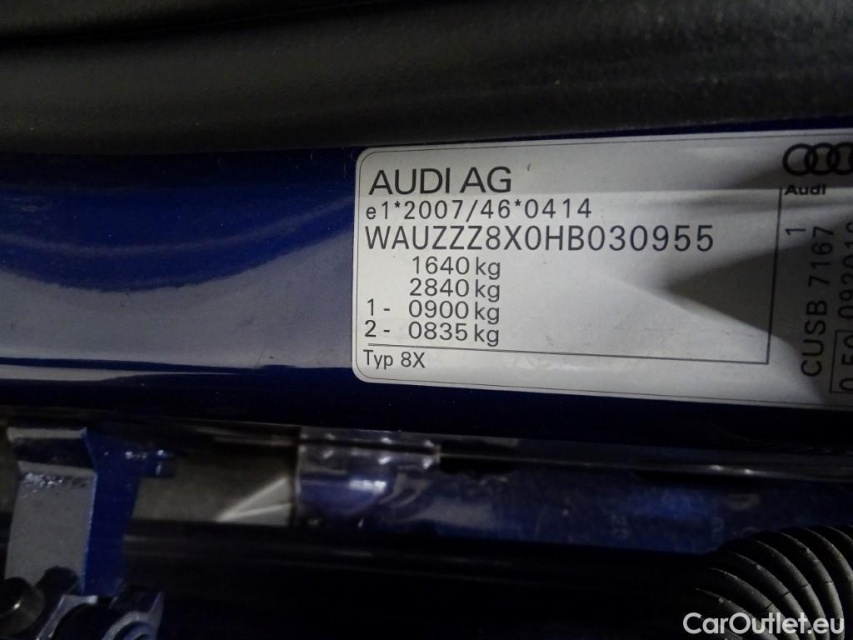 AUDI AG
e1*2007/46*0414
WAUZZZ8X0HB030955
1640 kg
2840 kg
1 - 0900 kg
2 - 0835 kg
Typ 8X
Audi
1
CUSB 7167
CarOutlet.eu